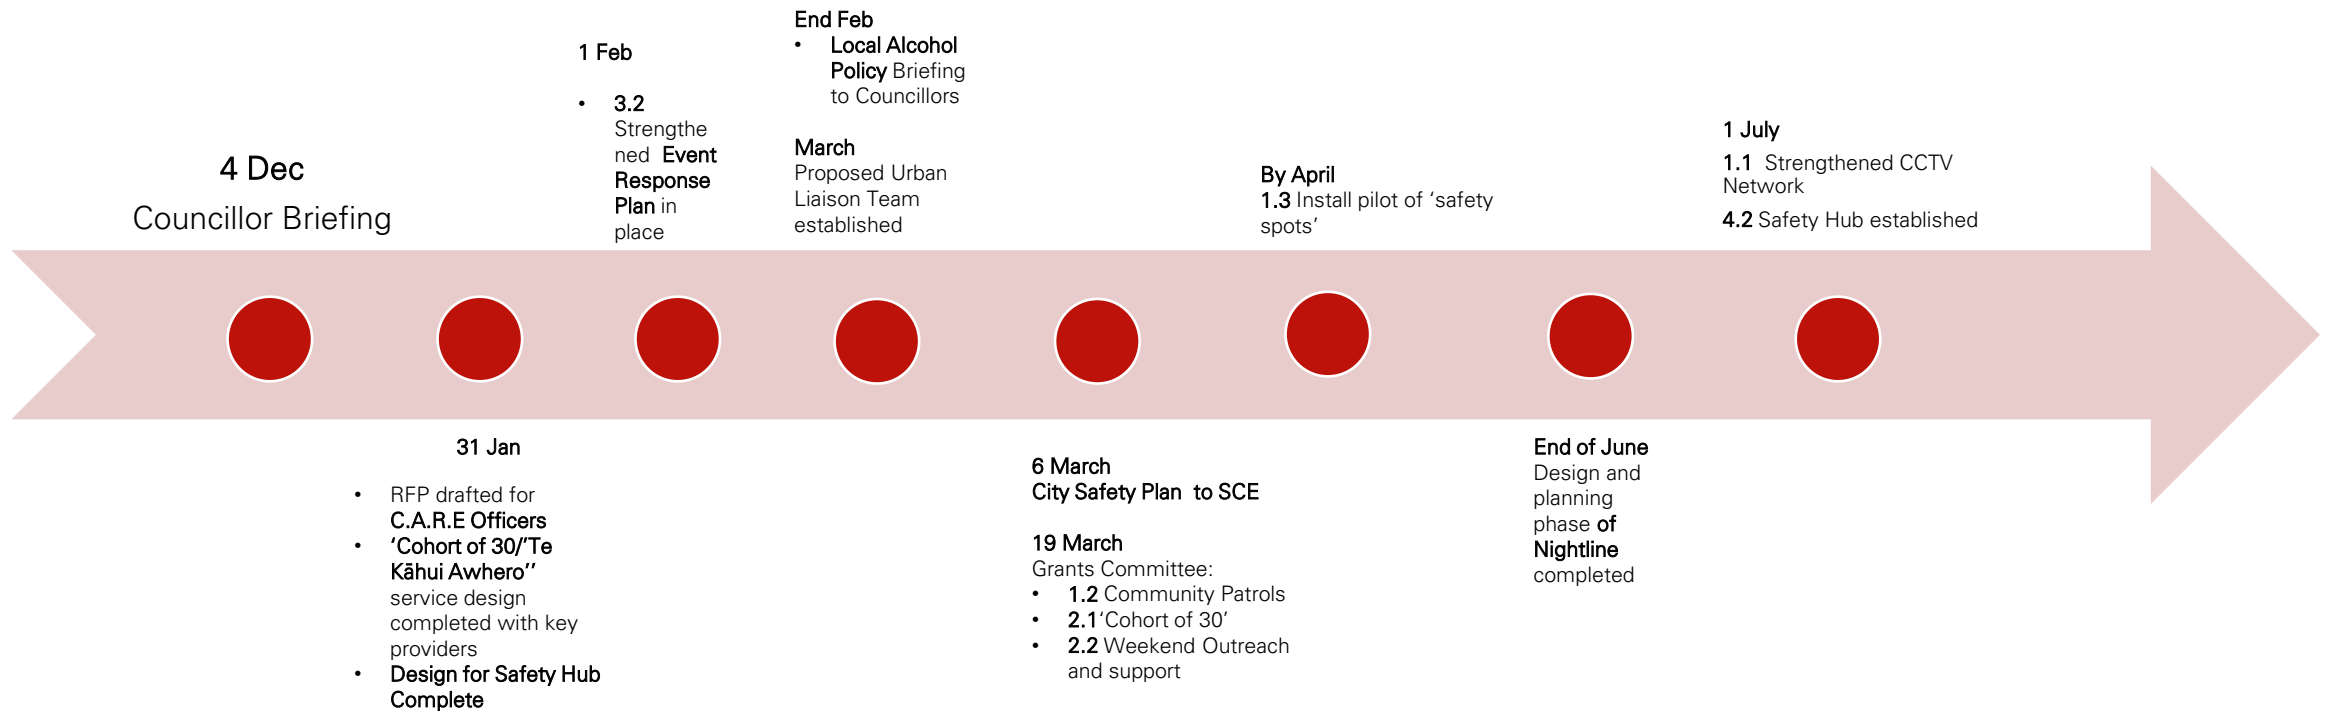 4 Dec
Councillor Briefing
31 Jan
• RFP drafted for
C.A.R.E Officers
• ‘Cohort of 30/’Te
Kāhui Awhero’’
service design
completed with key
providers
• Design for Safety Hub
Complete
1 Feb
• 3.2
Strengthe
ned Event
Response
Plan in
place
End Feb
• Local Alcohol
Policy Briefing
to Councillors
March
Proposed Urban
Liaison Team
established
6 March
City Safety Plan to SCE
19 March
Grants Committee:
• 1.2 Community Patrols
• 2.1‘Cohort of 30’
• 2.2 Weekend Outreach
and support
By April
1.3 Install pilot of ‘safety
spots’
End of June
Design and
planning
phase of
Nightline
completed
1 July
1.1 Strengthened CCTV
Network
4.2 Safety Hub established